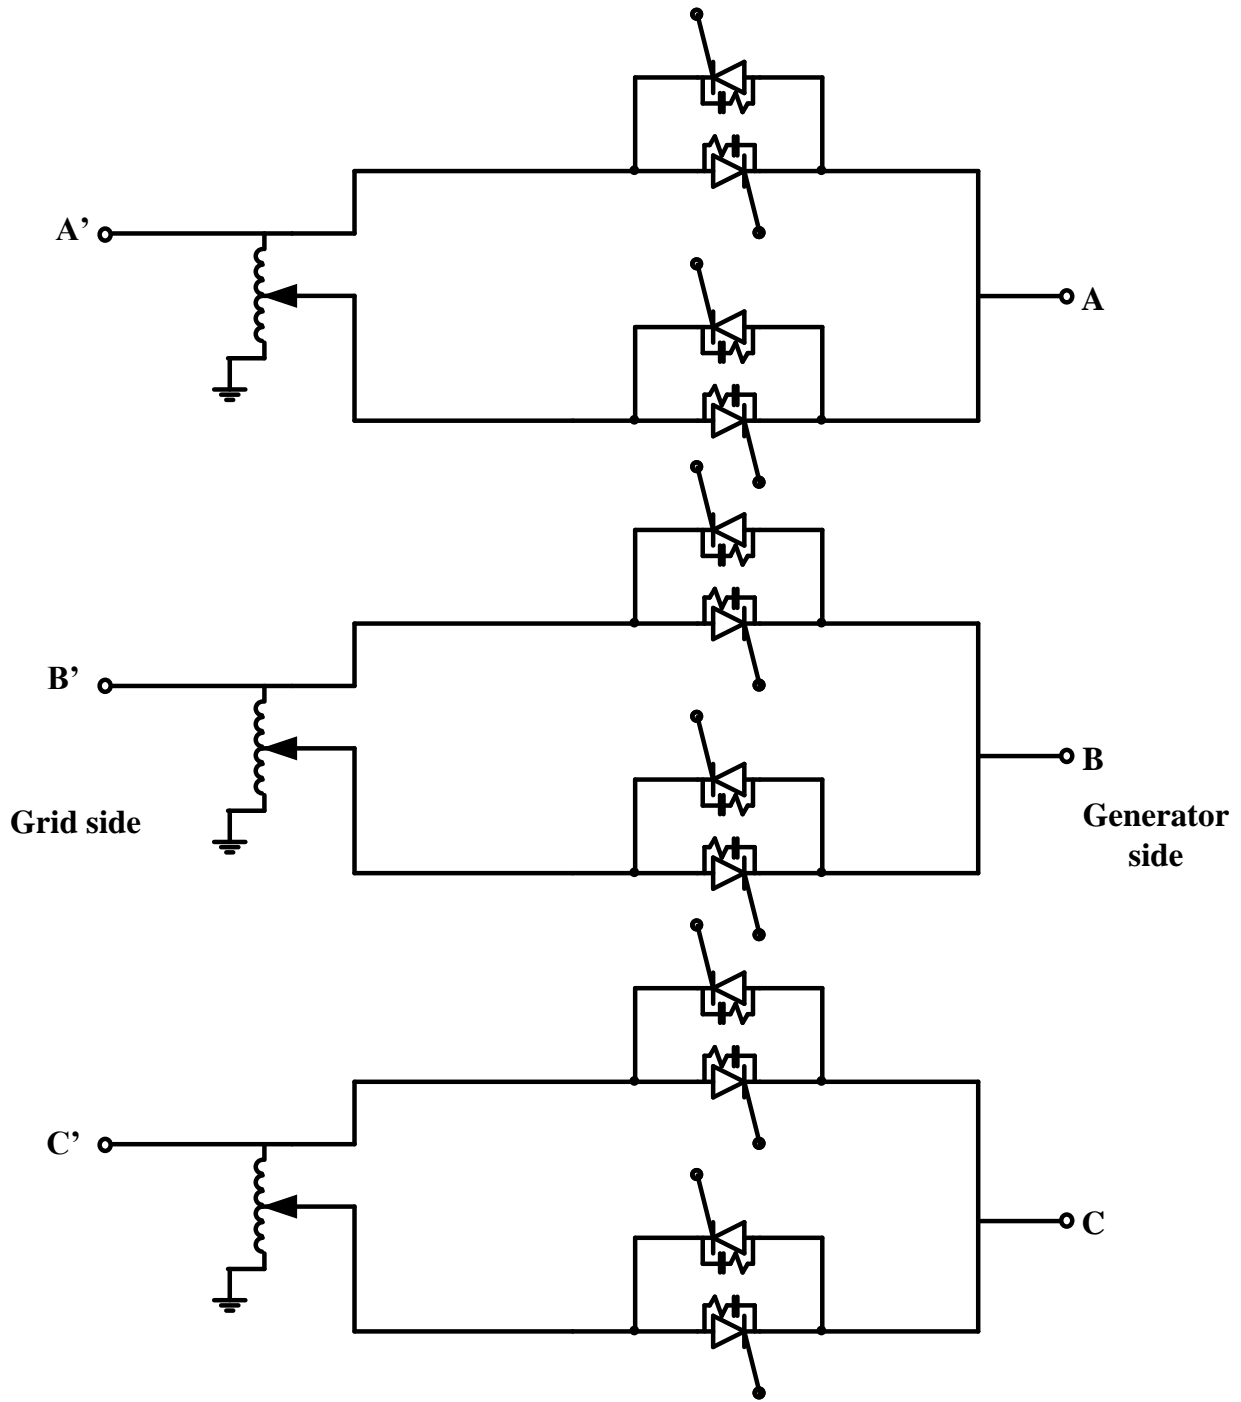 A’
A
B’
B
Grid side
Generator
side
C’
C